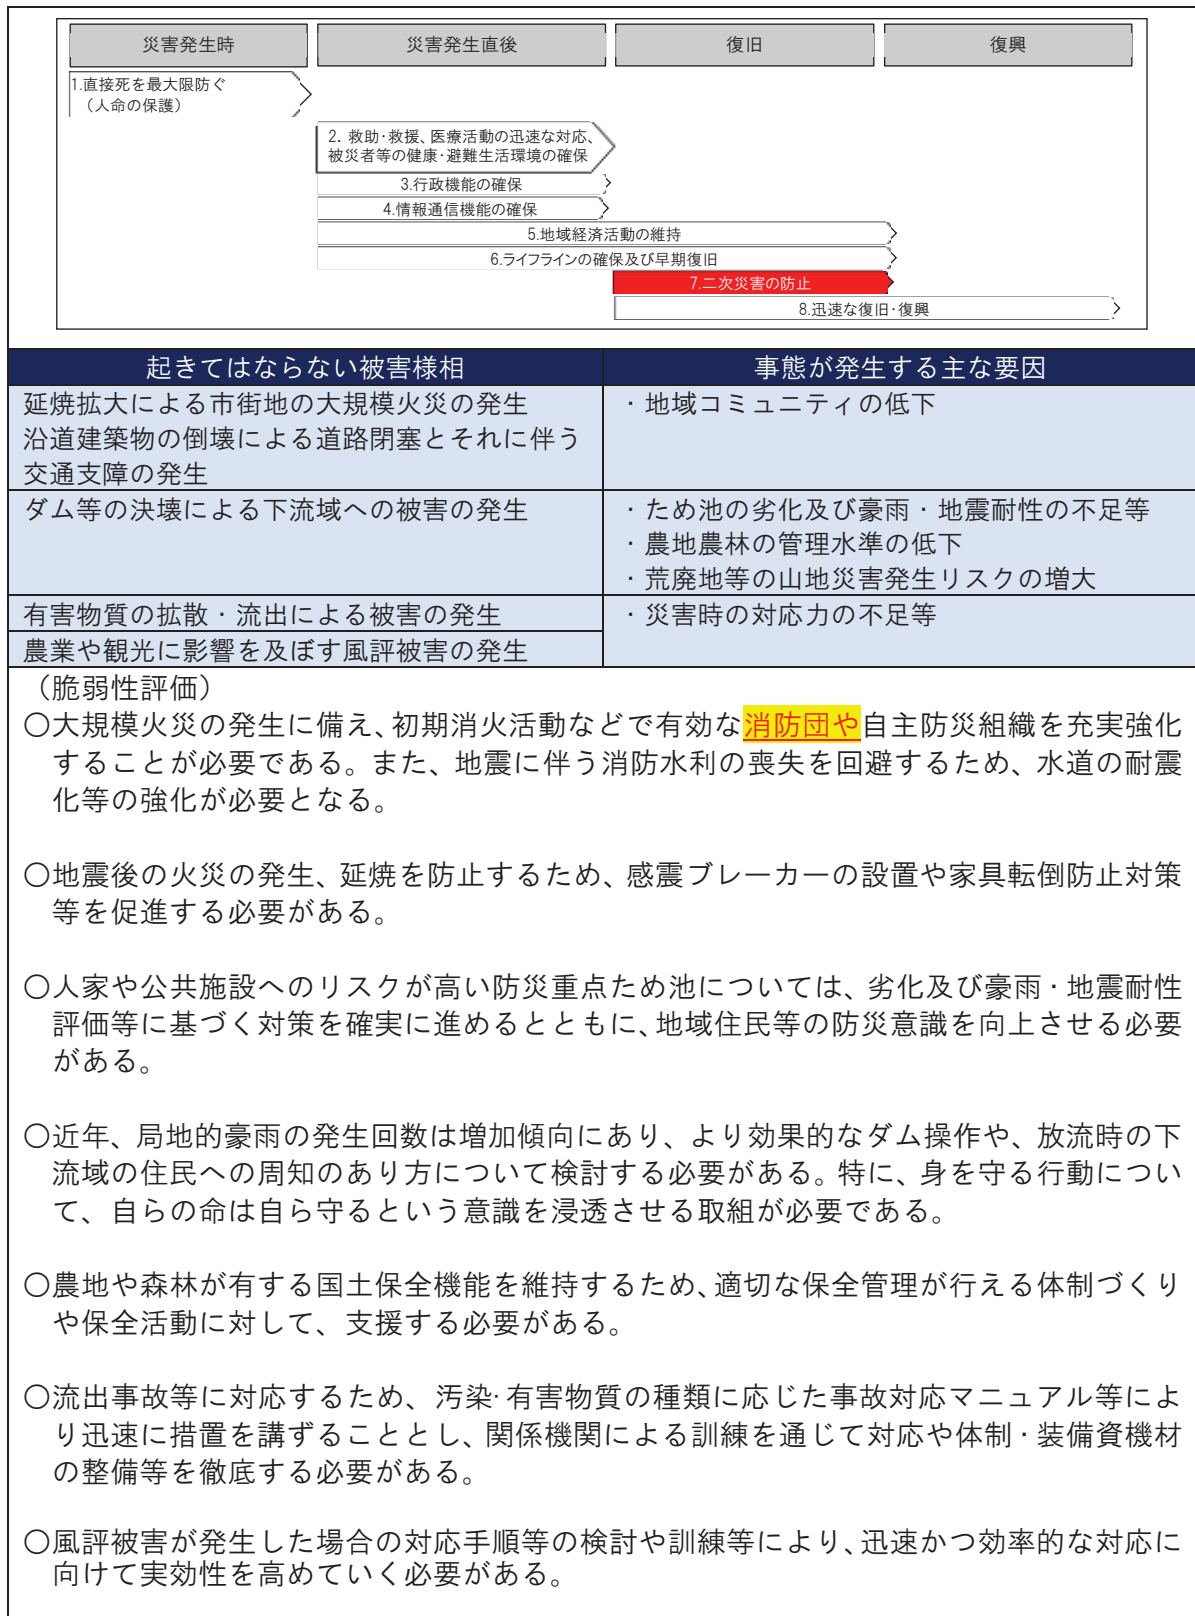 災害発生時
災害発生直後
復旧
復興
1.直接死を最大限防ぐ
（人命の保護）
2．救助･救援、医療活動の迅速な対応、
被災者等の健康･避難生活環境の確保
3.行政機能の確保
4.情報通信機能の確保
5.地域経済活動の維持
6.ライフラインの確保及び早期復旧
7.二次災害の防止
8.迅速な復旧･復興
起きてはならない被害様相
事態が発生する主な要因
延焼拡大による市街地の大規模火災の発生
沿道建築物の倒壊による道路閉塞とそれに伴う
交通支障の発生
・地域コミュニティの低下
ダム等の決壊による下流域への被害の発生
・ため池の劣化及び豪雨・地震耐性の不足等
・農地農林の管理水準の低下
・荒廃地等の山地災害発生リスクの増大
有害物質の拡散・流出による被害の発生
・災害時の対応力の不足等
農業や観光に影響を及ぼす風評被害の発生
（脆弱性評価）
○大規模火災の発生に備え、初期消火活動などで有効な消防団や自主防災組織を充実強化
することが必要である。また、地震に伴う消防水利の喪失を回避するため、水道の耐震
化等の強化が必要となる。
○地震後の火災の発生、延焼を防止するため、感震ブレーカーの設置や家具転倒防止対策
等を促進する必要がある。
○人家や公共施設へのリスクが高い防災重点ため池については、劣化及び豪雨・地震耐性
評価等に基づく対策を確実に進めるとともに、地域住民等の防災意識を向上させる必要
がある。
○近年、局地的豪雨の発生回数は増加傾向にあり、より効果的なダム操作や、放流時の下
流域の住民への周知のあり方について検討する必要がある。特に、身を守る行動につい
て、自らの命は自ら守るという意識を浸透させる取組が必要である。
○農地や森林が有する国土保全機能を維持するため、適切な保全管理が行える体制づくり
や保全活動に対して、支援する必要がある。
○流出事故等に対応するため、汚染・有害物質の種類に応じた事故対応マニュアル等によ
り迅速に措置を講ずることとし、関係機関による訓練を通じて対応や体制・装備資機材
の整備等を徹底する必要がある。
○風評被害が発生した場合の対応手順等の検討や訓練等により、迅速かつ効率的な対応に
向けて実効性を高めていく必要がある。